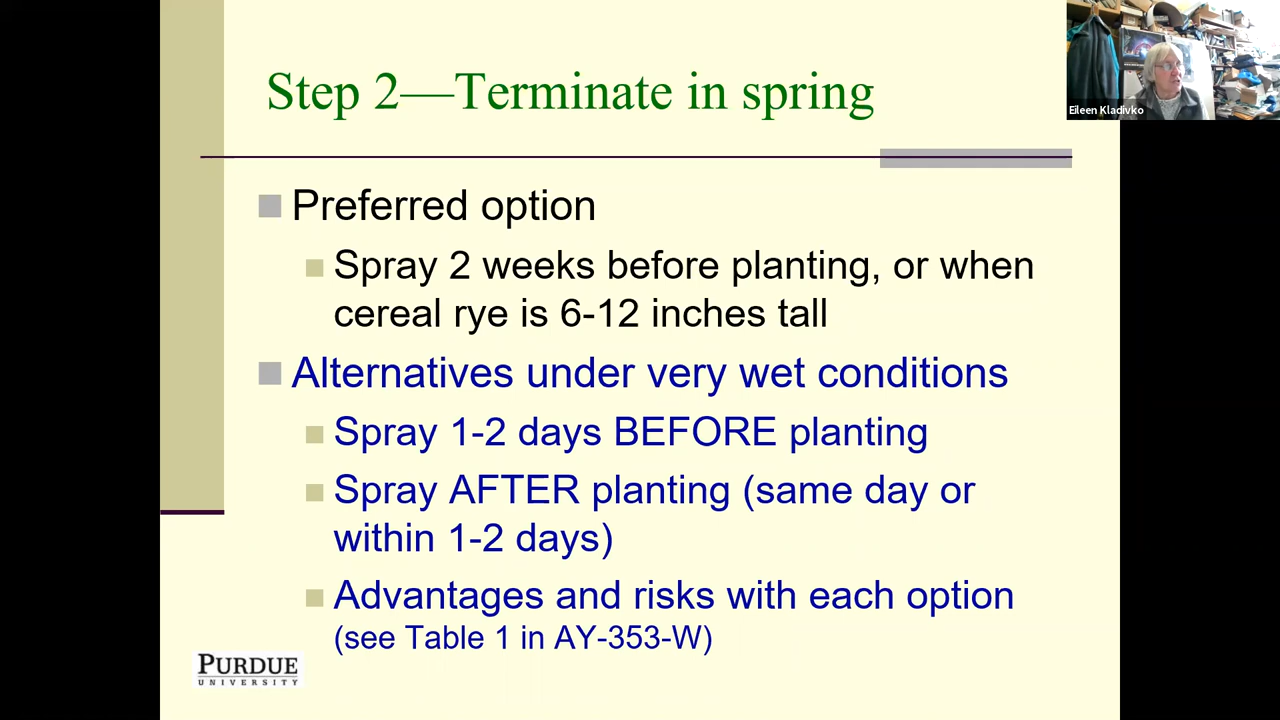 Step 2—Terminate in spring
Eileen Kladivko
Preferred option
Spray 2 weeks before planting, or when
cereal rye is 6-12 inches tall
Alternatives under very wet conditions
Spray 1-2 days BEFORE planting
Spray AFTER planting (same day or
within 1-2 days)
Advantages and risks with each option
(see Table 1 in AY-353-W)
PURDUE
UNIVERSITY